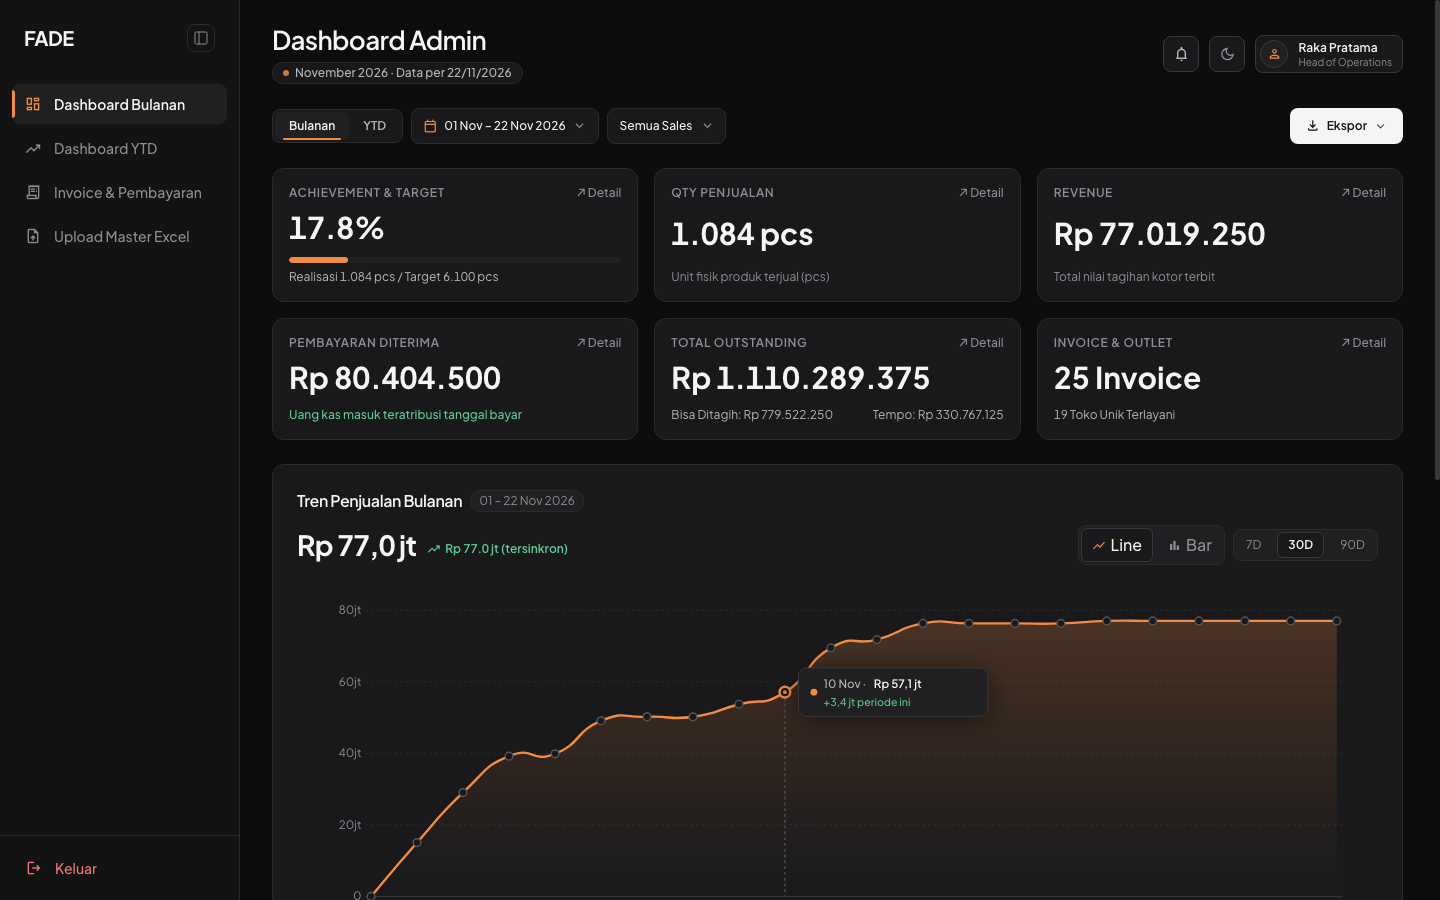 FADE
Dashboard Bulanan
Dashboard YTD
Invoice & Pembayaran
Upload Master Excel
Keluar
Dashboard Admin
November 2026 · Data per 22/11/2026
Raka Pratama
Head of Operations
Bulanan YTD 01 Nov – 22 Nov 2026 Semua Sales Ekspor
ACHIEVEMENT & TARGET Detail
17.8%
Realisasi 1.084 pcs / Target 6.100 pcs
QTY PENJUALAN Detail
1.084 pcs
Unit fisik produk terjual (pcs)
REVENUE Detail
Rp 77.019.250
Total nilai tagihan kotor terbit
PEMBAYARAN DITERIMA Detail
Rp 80.404.500
Uang kas masuk teratribusi tanggal bayar
TOTAL OUTSTANDING Detail
Rp 1.110.289.375
Bisa Ditagih: Rp 779.522.250 Tempo: Rp 330.767.125
INVOICE & OUTLET Detail
25 Invoice
19 Toko Unik Terlayani
Tren Penjualan Bulanan 01 – 22 Nov 2026
Rp 77,0 jt Rp 77.0 jt (tersinkron)
Line Bar 7D 30D 90D
80jt
60jt
40jt
20jt
0
10 Nov · Rp 57,1 jt
+3,4 jt periode ini